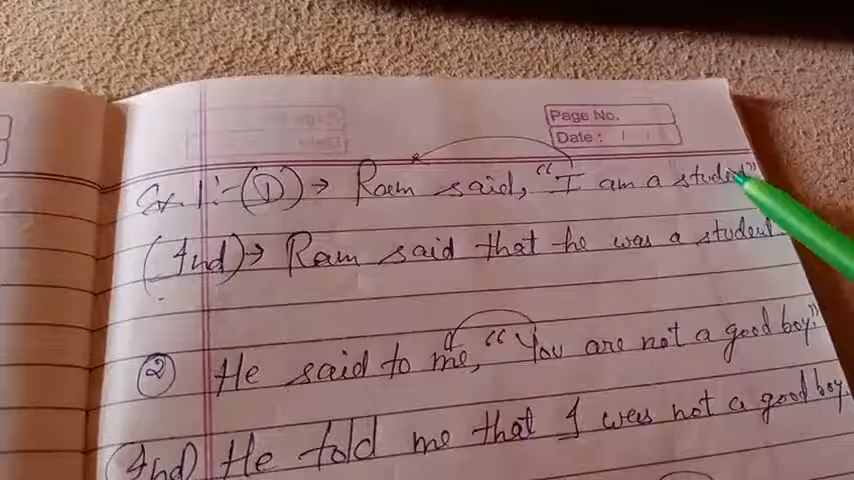 Page No.
Date :
Ex. 1:- (1) → Ram said, "I am a student"
(Ind) → Ram said that he was a student.
(2) He said to me, "You are not a good boy."
(Ind) He told me that I was not a good boy.